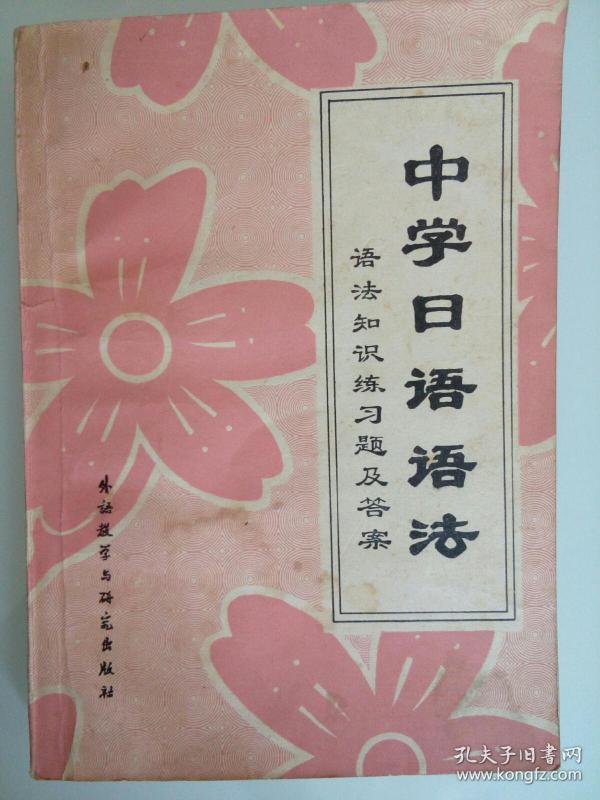 中学日语语法
语法知识练习题及答案
外语教学与研究出版社
孔夫子旧書网
www.kongfz.com